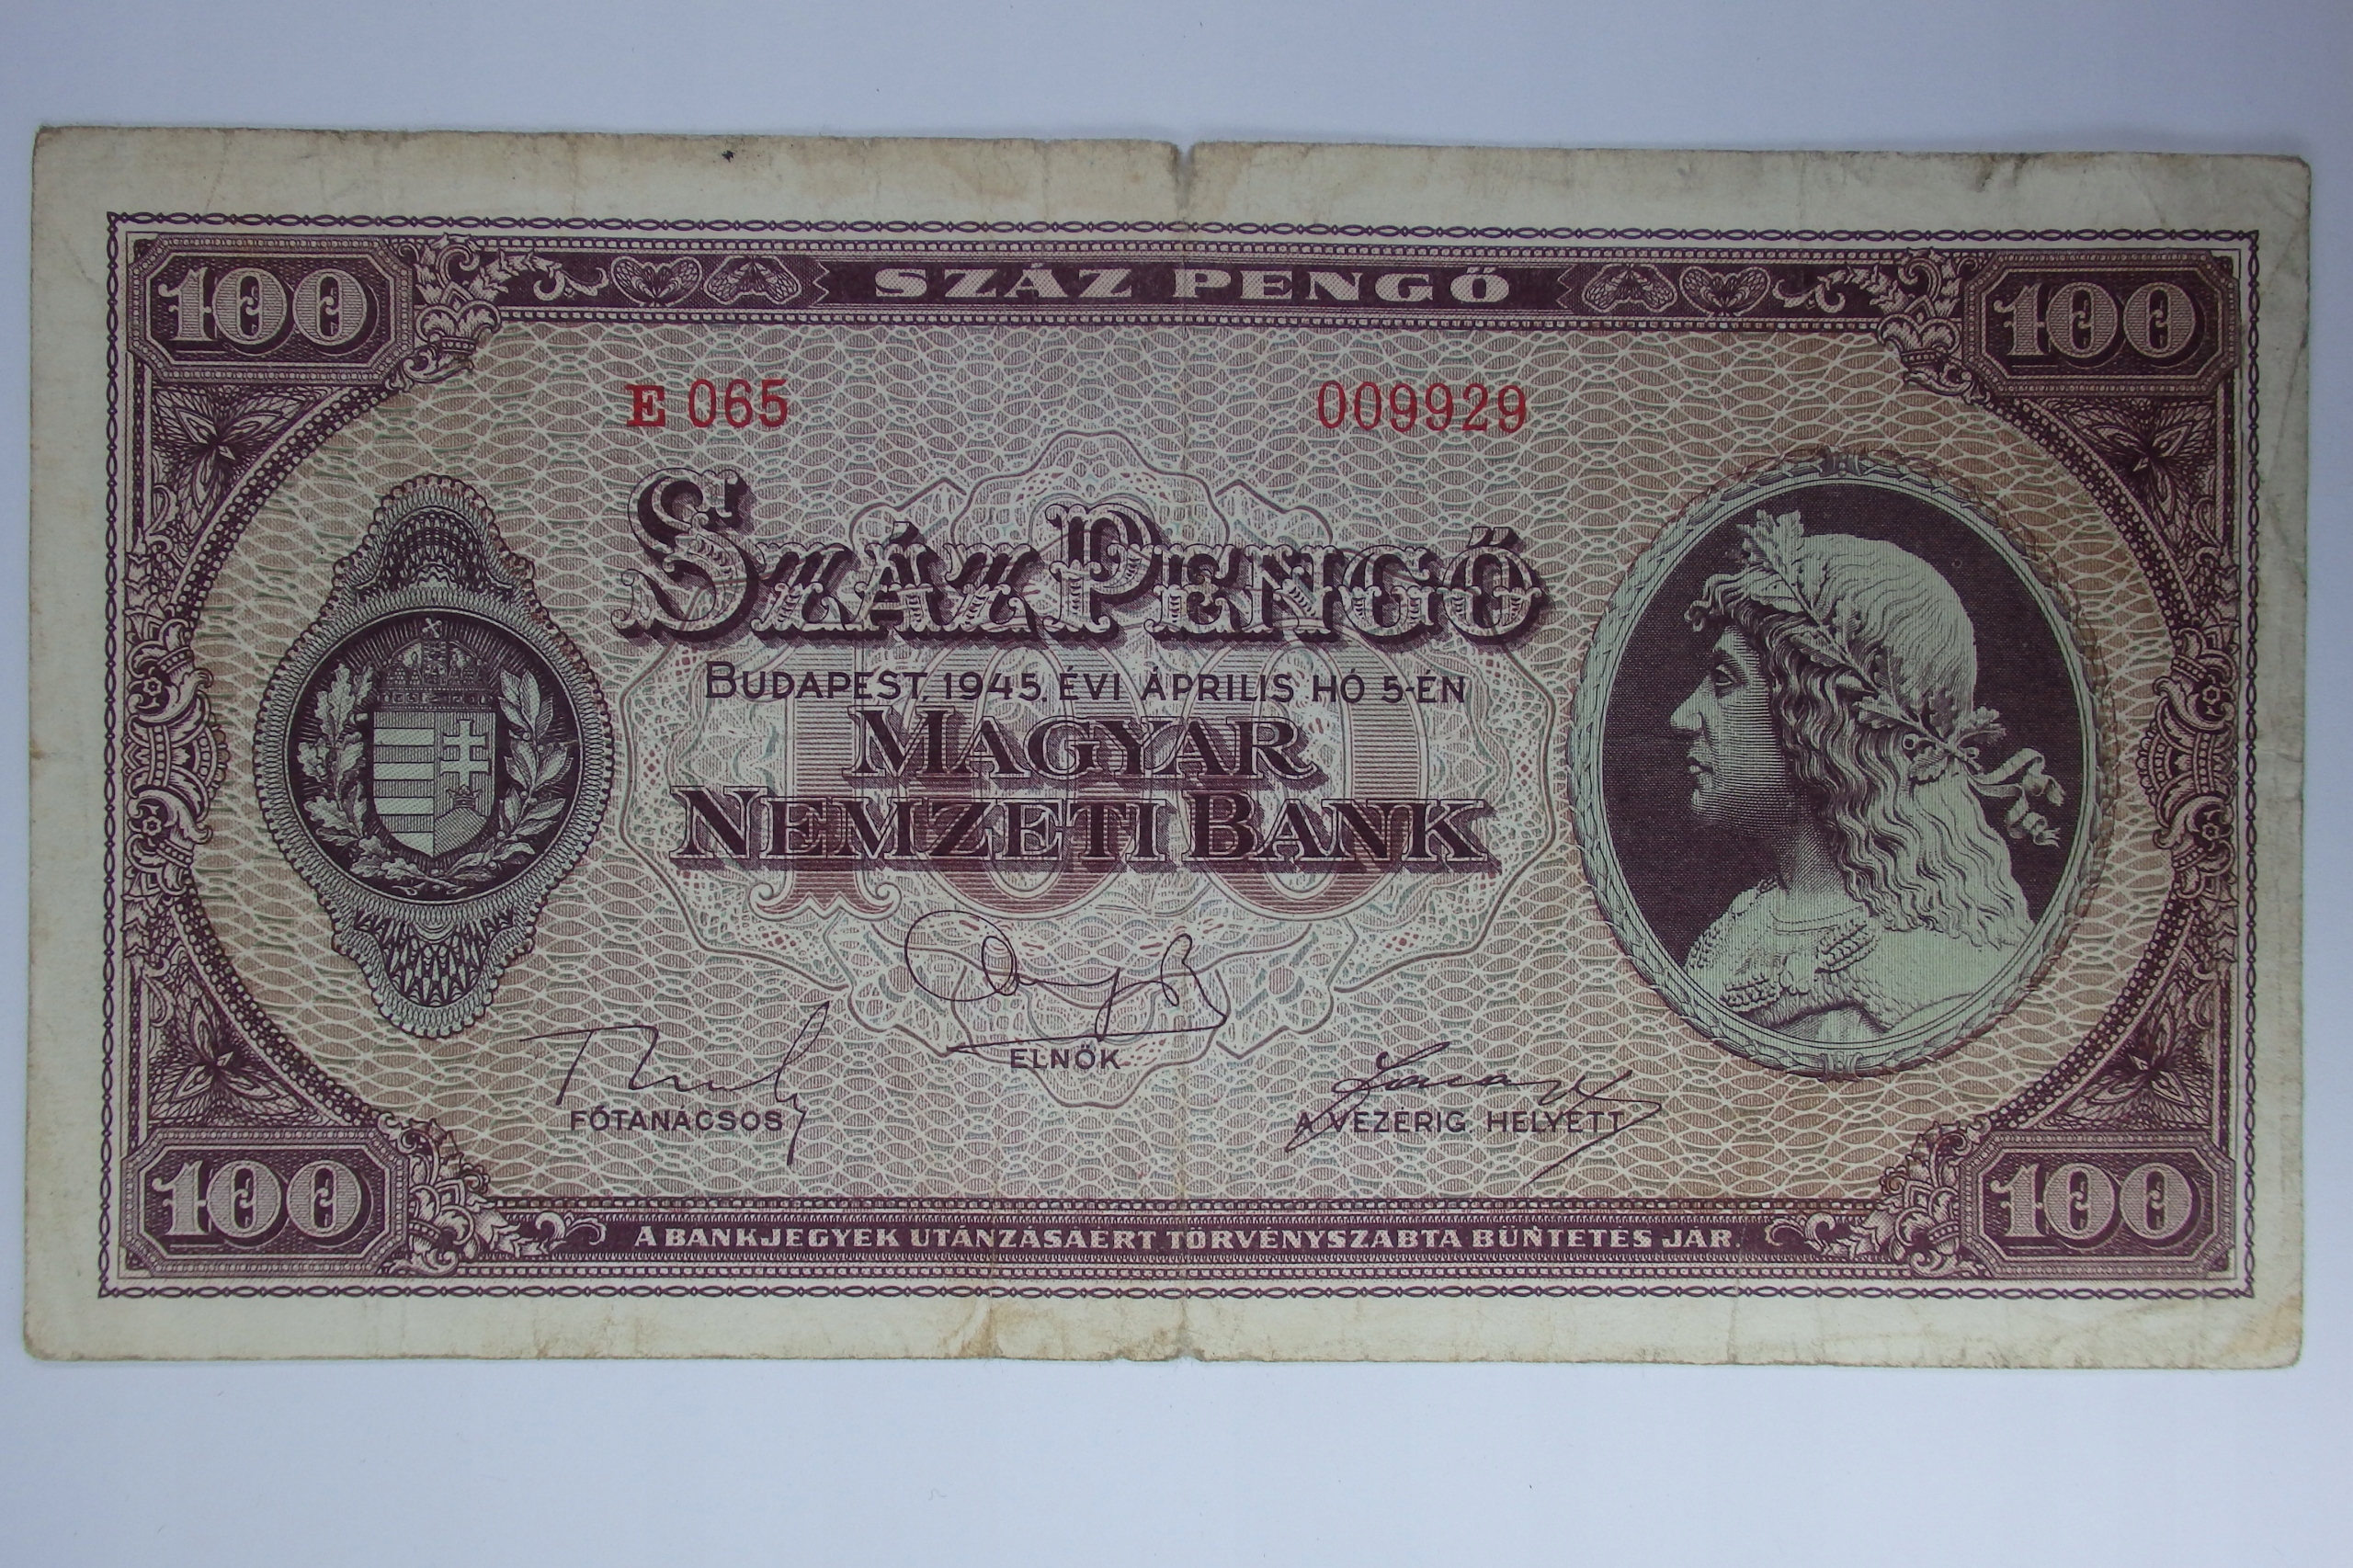 100 SZÁZ PENGŐ 100
E 065 009929
SZÁZ PENGŐ
BUDAPEST. 1945. ÉVI ÁPRILIS HÓ 5-ÉN
MAGYAR
NEMZETI BANK
100
ELNÖK
FŐTANÁCSOS A VEZÉRIG HELYETT
100 A BANKJEGYEK UTÁNZÁSÁÉRT TÖRVÉNYSZABTA BÜNTETÉS JÁR. 100